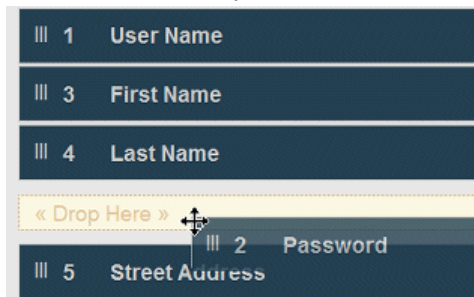 1 User Name
3 First Name
4 Last Name
« Drop Here »
2 Password
5 Street Address